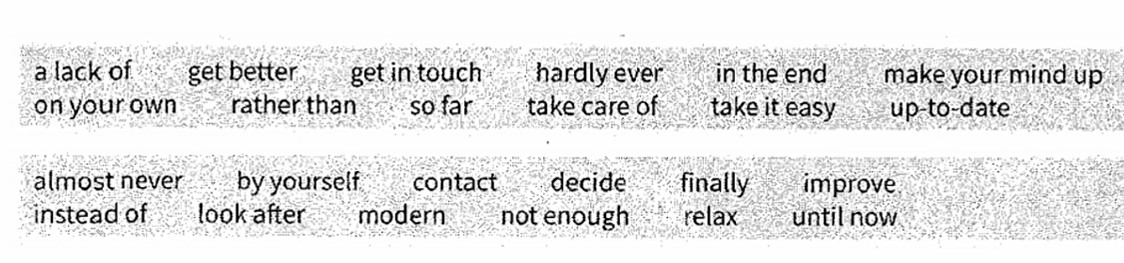 a lack of get better get in touch hardly ever in the end make your mind up
on your own rather than so far take care of take it easy up-to-date
almost never by yourself contact decide finally improve
instead of look after modern not enough relax until now